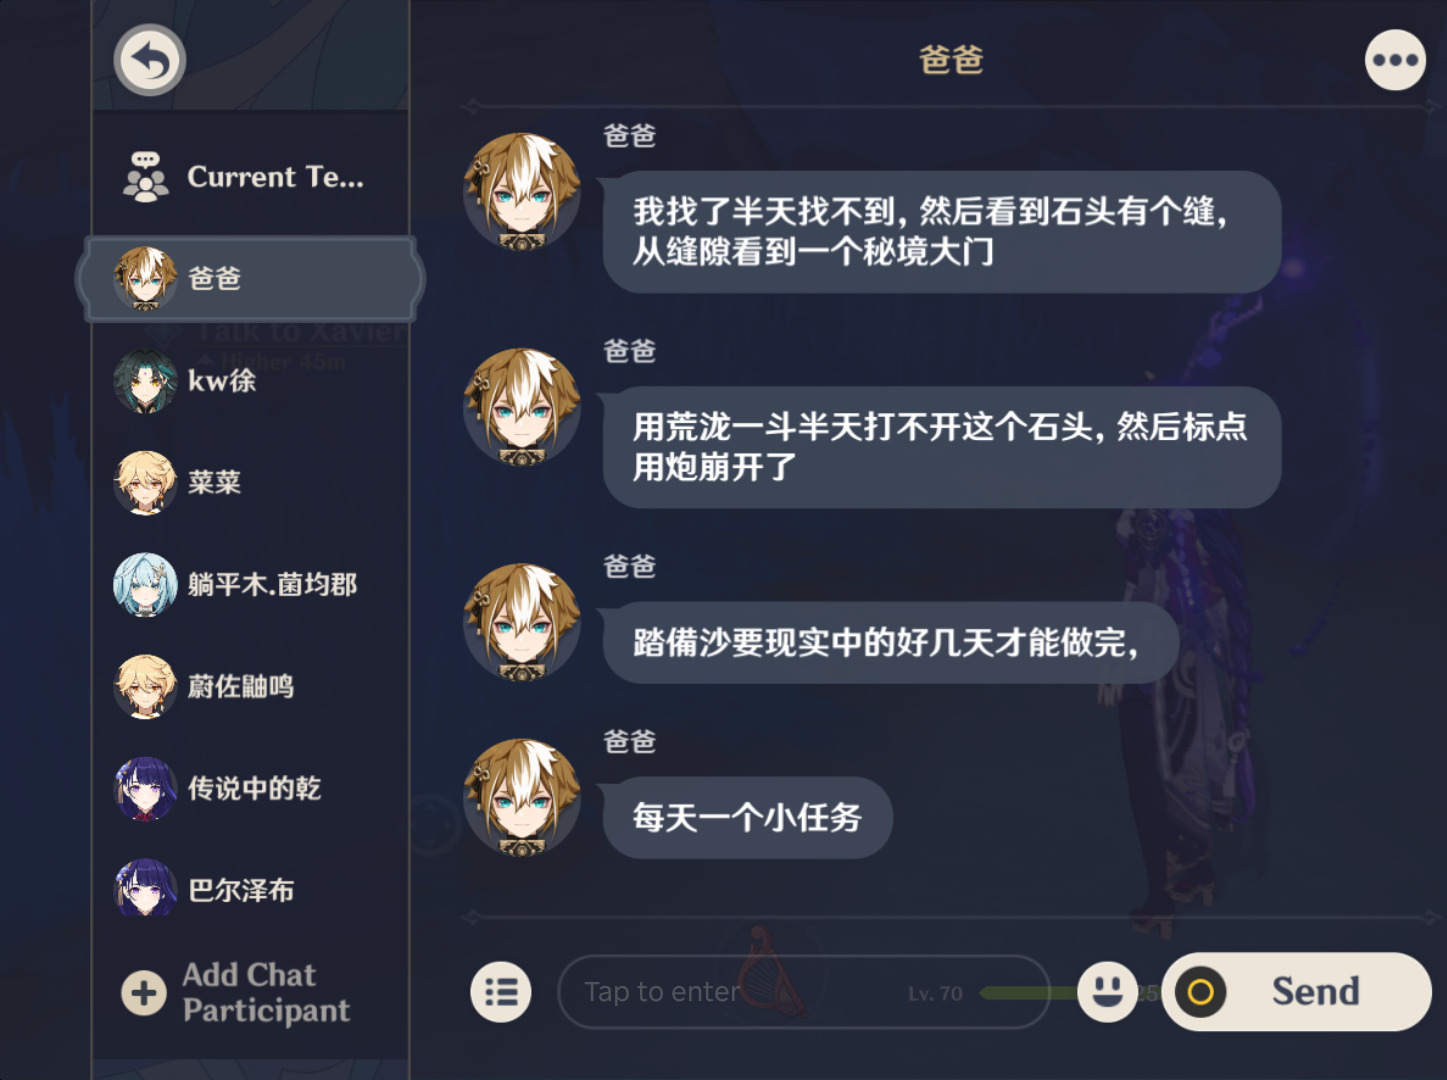 爸爸
Current Te...
爸爸
Talk to Xavier
Higher 45m
kw徐
菜菜
躺平木.菌均郡
蔚佐鼬鸣
传说中的乾
巴尔泽布
Add Chat
Participant
爸爸
我找了半天找不到,然后看到石头有个缝,
从缝隙看到一个秘境大门
爸爸
用荒泷一斗半天打不开这个石头,然后标点
用炮崩开了
爸爸
踏備沙要现实中的好几天才能做完,
爸爸
每天一个小任务
Tap to enter
Lv. 70
Send